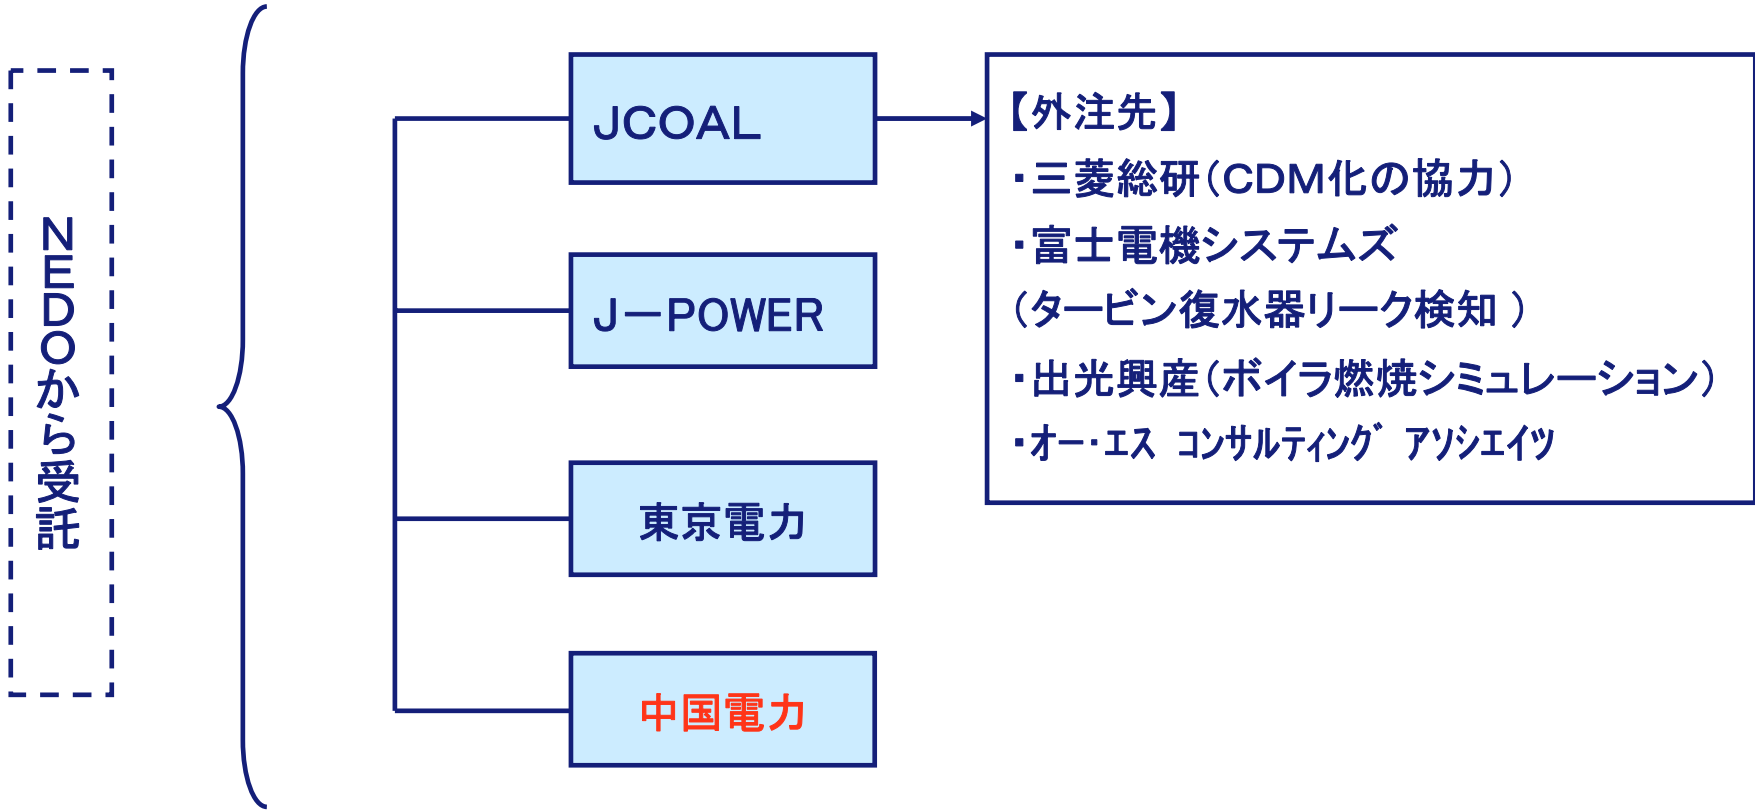 NEDOから受託
JCOAL
J－POWER
東京電力
中国電力
【外注先】
・三菱総研（CDM化の協力）
・富士電機システムズ
（タービン復水器リーク検知 ）
・出光興産（ボイラ燃焼シミュレーション）
・ｵｰ・ｴｽ ｺﾝｻﾙﾃｨﾝｸﾞ ｱｿｼｴｲﾂ